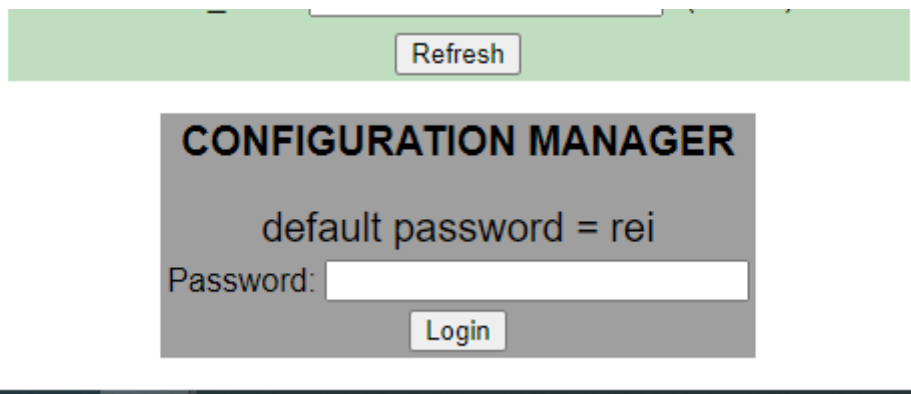 Refresh
CONFIGURATION MANAGER
default password = rei
Password:
Login